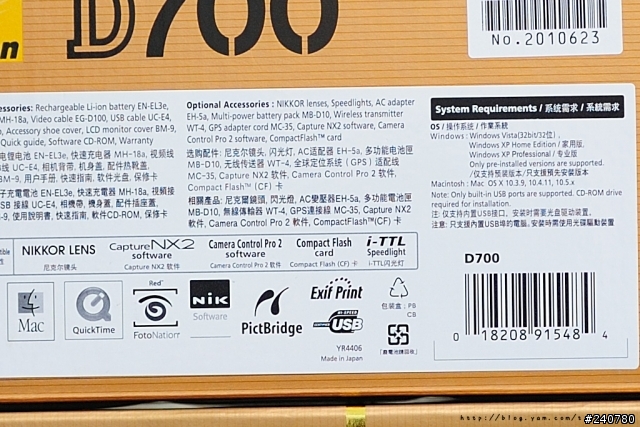 n
D700
No.2010623
ssories: Rechargeable Li-ion battery EN-EL3e,
MH-18a, Video cable EG-D100, USB cable UC-E4,
p, Accessory shoe cover, LCD monitor cover BM-9,
Quick guide, Software CD-ROM, Warranty
电锂电池 EN-EL3e, 快速充电器 MH-18a, 视频线
线 UC-E4, 相机背带, 机身盖, 配件热靴盖,
BM-9, 用户手册, 快速指南, 软件光盘, 保修卡
子充電電池 EN-EL3e, 快速充電器 MH-18a, 視頻接
B 接線 UC-E4, 相機帶, 機身蓋, 配件插座蓋,
-9, 使用說明書, 快速指南, 軟件CD-ROM, 保修卡
Optional Accessories : NIKKOR lenses, Speedlights, AC adapter
EH-5a, Multi-power battery pack MB-D10, Wireless transmitter
WT-4, GPS adapter cord MC-35, Capture NX2 software,
Camera Control Pro 2 software, CompactFlash™ card
选购配件: 尼克尔镜头, 闪光灯, AC适配器 EH-5a, 多功能电池匣
MB-D10, 无线传送器 WT-4, 全球定位系统 (GPS) 适配线
MC-35, Capture NX2 软件, Camera Control Pro 2 软件,
Compact Flash™ (CF) 卡
相關產品: 尼克爾鏡頭, 閃光燈, AC變壓器EH-5a, 多功能電池匣
MB-D10, 無線傳輸器 WT-4, GPS連接線 MC-35, Capture NX2
軟件, Camera Control Pro 2 軟件, CompactFlash™ (CF) 卡
System Requirements / 系统需求 / 系統需求
OS / 操作系统 / 作業系統
Windows : Windows Vista(32bit/32位) ,
Windows XP Home Edition / 家用版,
Windows XP Professional / 专业版
Only pre-installed versions are supported.
/仅支持预装版本/只支援預先安裝版本
Macintosh : Mac OS X 10.3.9, 10.4.11, 10.5.x
Note: Only built-in USB ports are supported. CD-ROM drive
required for installation.
注: 仅支持内置USB接口, 安装时需要光盘驱动装置。
注意: 只支援內置USB埠的電腦, 安裝時需使用光碟驅動裝置
NIKKOR LENS
尼克尔镜头
Capture NX2
software
Capture NX2 软件
Camera Control Pro 2
software
Camera Control Pro 2 软件
Compact Flash
card
Compact Flash (CF) 卡
i-TTL
Speedlight
i-TTL闪光灯
Mac
QuickTime
Red
FotoNation
Nik
Software
PictBridge
Exif Print
HI-SPEED
CERTIFIED
USB
包装盒: PB
CB
YR4406
Made in Japan
D700
0 18208 91548 4
http://blog.yam.com/
#240780